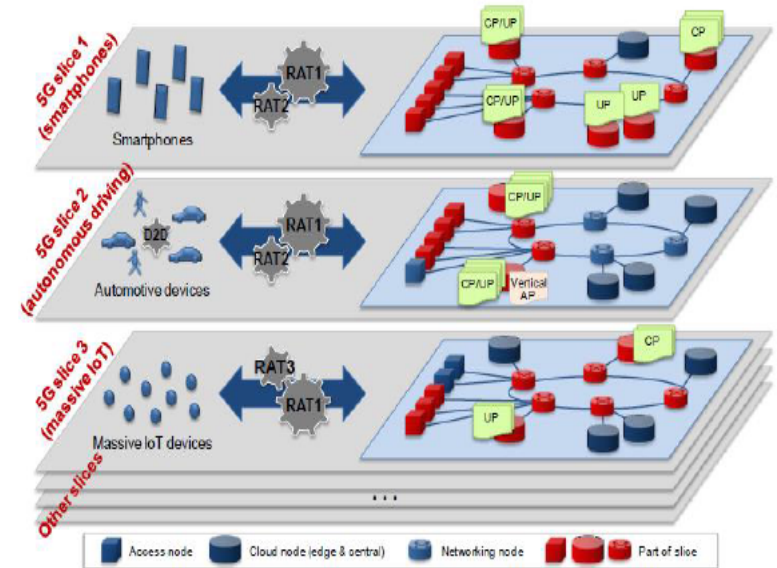 5G slice 1
(smartphones)
Smartphones
RAT1
RAT2
CP/UP
CP
CP/UP
UP
UP
5G slice 2
(autonomous driving)
D2D
Automotive devices
RAT1
RAT2
CP/UP
CP/UP
Vertical
AP
5G slice 3
(massive IoT)
Massive IoT devices
RAT3
RAT1
CP
UP
Other slices
...
Access node
Cloud node (edge & central)
Networking node
Part of slice